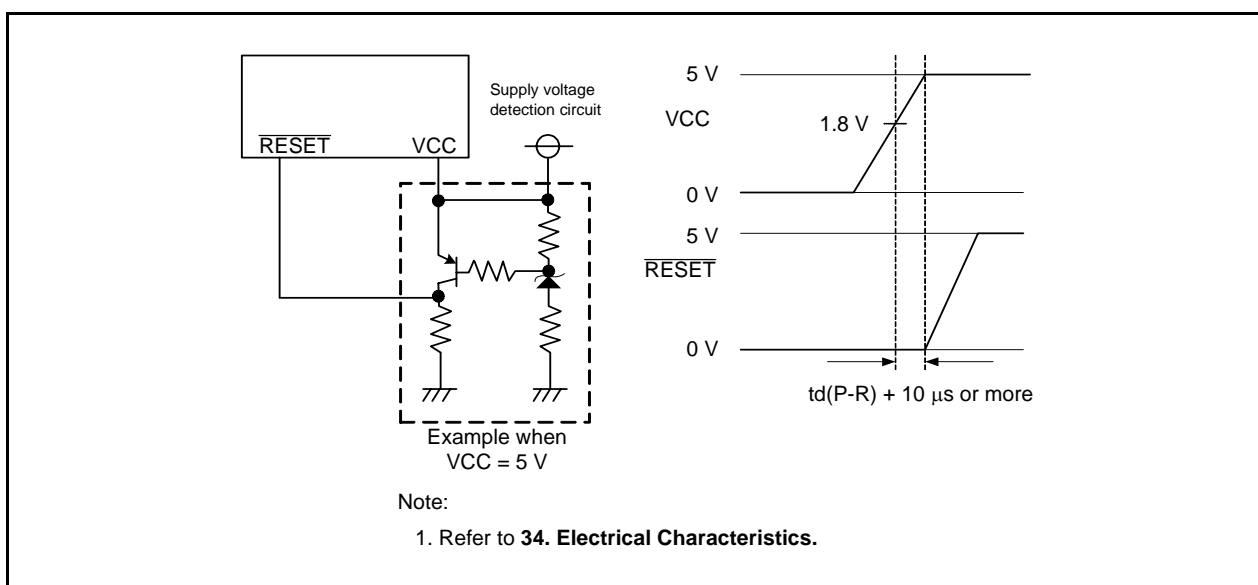 Supply voltage
detection circuit
RESET VCC
Example when
VCC = 5 V
5 V
VCC
1.8 V
0 V
5 V
RESET
0 V
td(P-R) + 10 μs or more
Note:
1. Refer to 34. Electrical Characteristics.